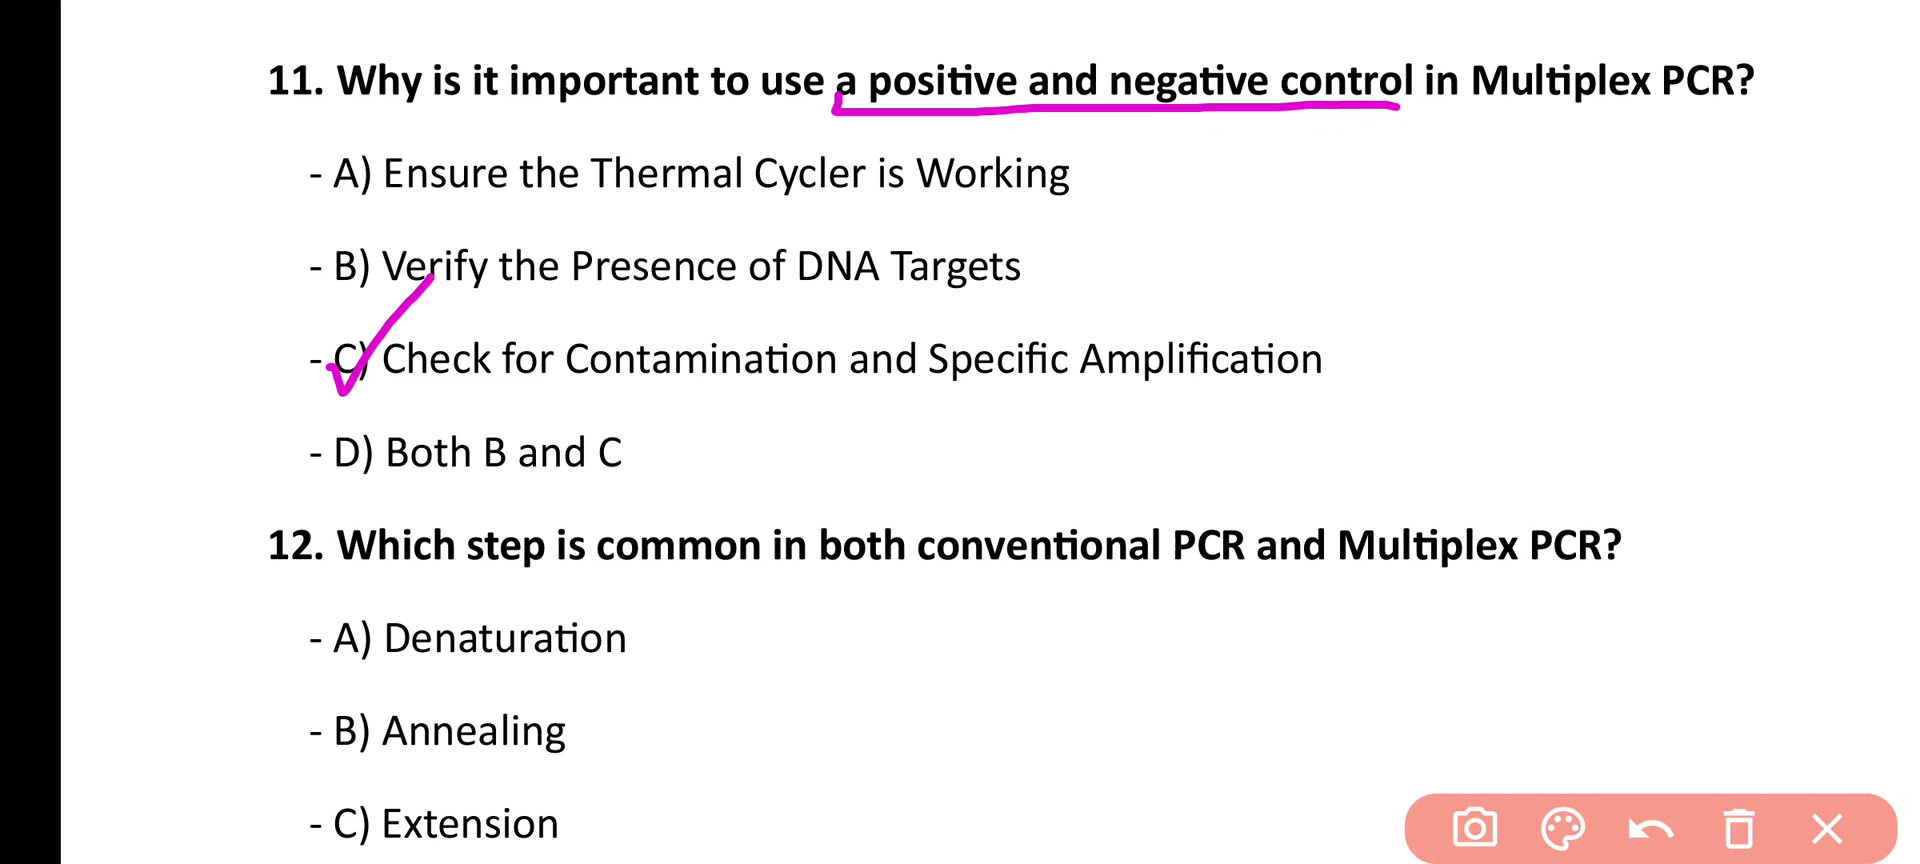 11. Why is it important to use a positive and negative control in Multiplex PCR?
- A) Ensure the Thermal Cycler is Working
- B) Verify the Presence of DNA Targets
- C) Check for Contamination and Specific Amplification
- D) Both B and C
12. Which step is common in both conventional PCR and Multiplex PCR?
- A) Denaturation
- B) Annealing
- C) Extension